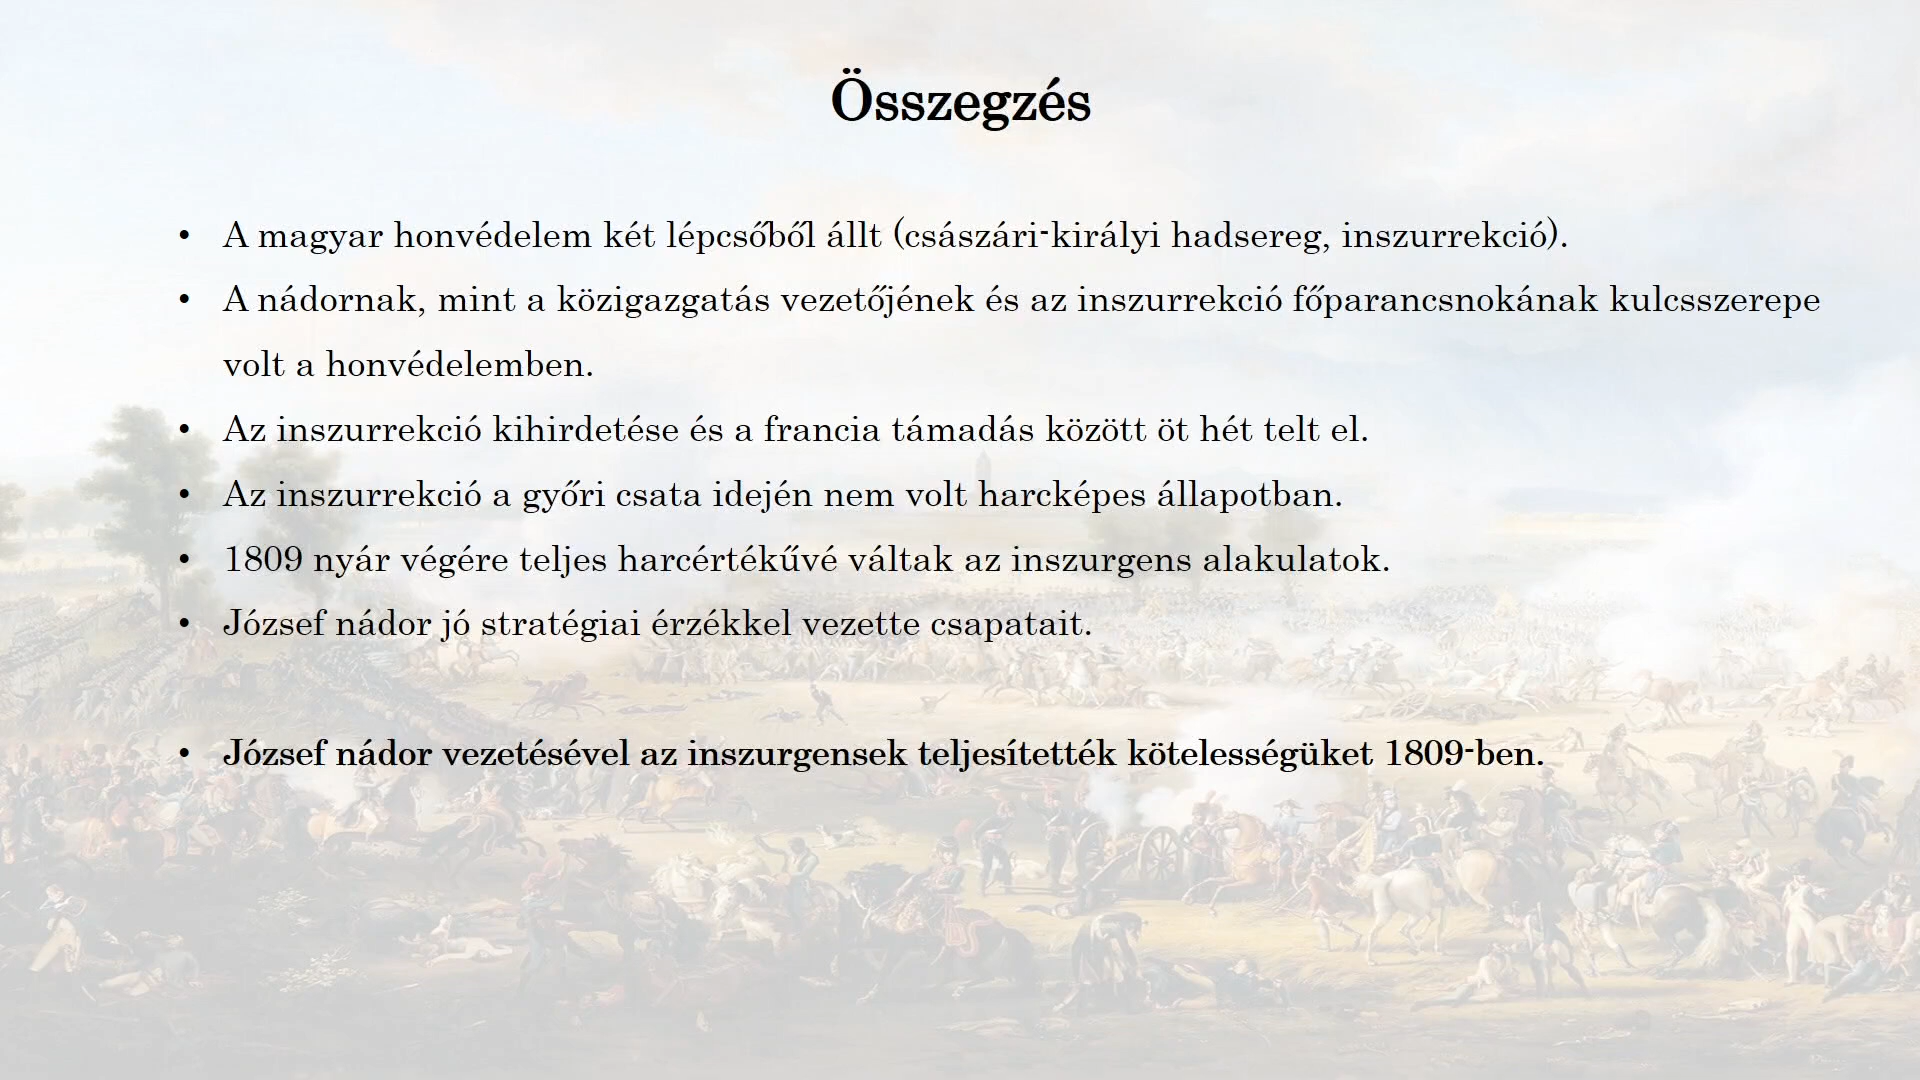 Összegzés
• A magyar honvédelem két lépcsőből állt (császári-királyi hadsereg, inszurrekció).
• A nádornak, mint a közigazgatás vezetőjének és az inszurrekció főparancsnokának kulcsszerepe
volt a honvédelemben.
• Az inszurrekció kihirdetése és a francia támadás között öt hét telt el.
• Az inszurrekció a győri csata idején nem volt harcképes állapotban.
• 1809 nyár végére teljes harcértékűvé váltak az inszurgens alakulatok.
• József nádor jó stratégiai érzékkel vezette csapatait.
• József nádor vezetésével az inszurgensek teljesítették kötelességüket 1809-ben.